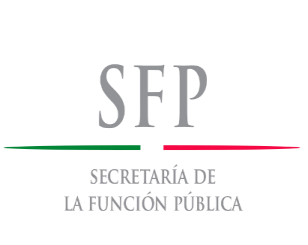 SFP
SECRETARÍA DE
LA FUNCIÓN PÚBLICA